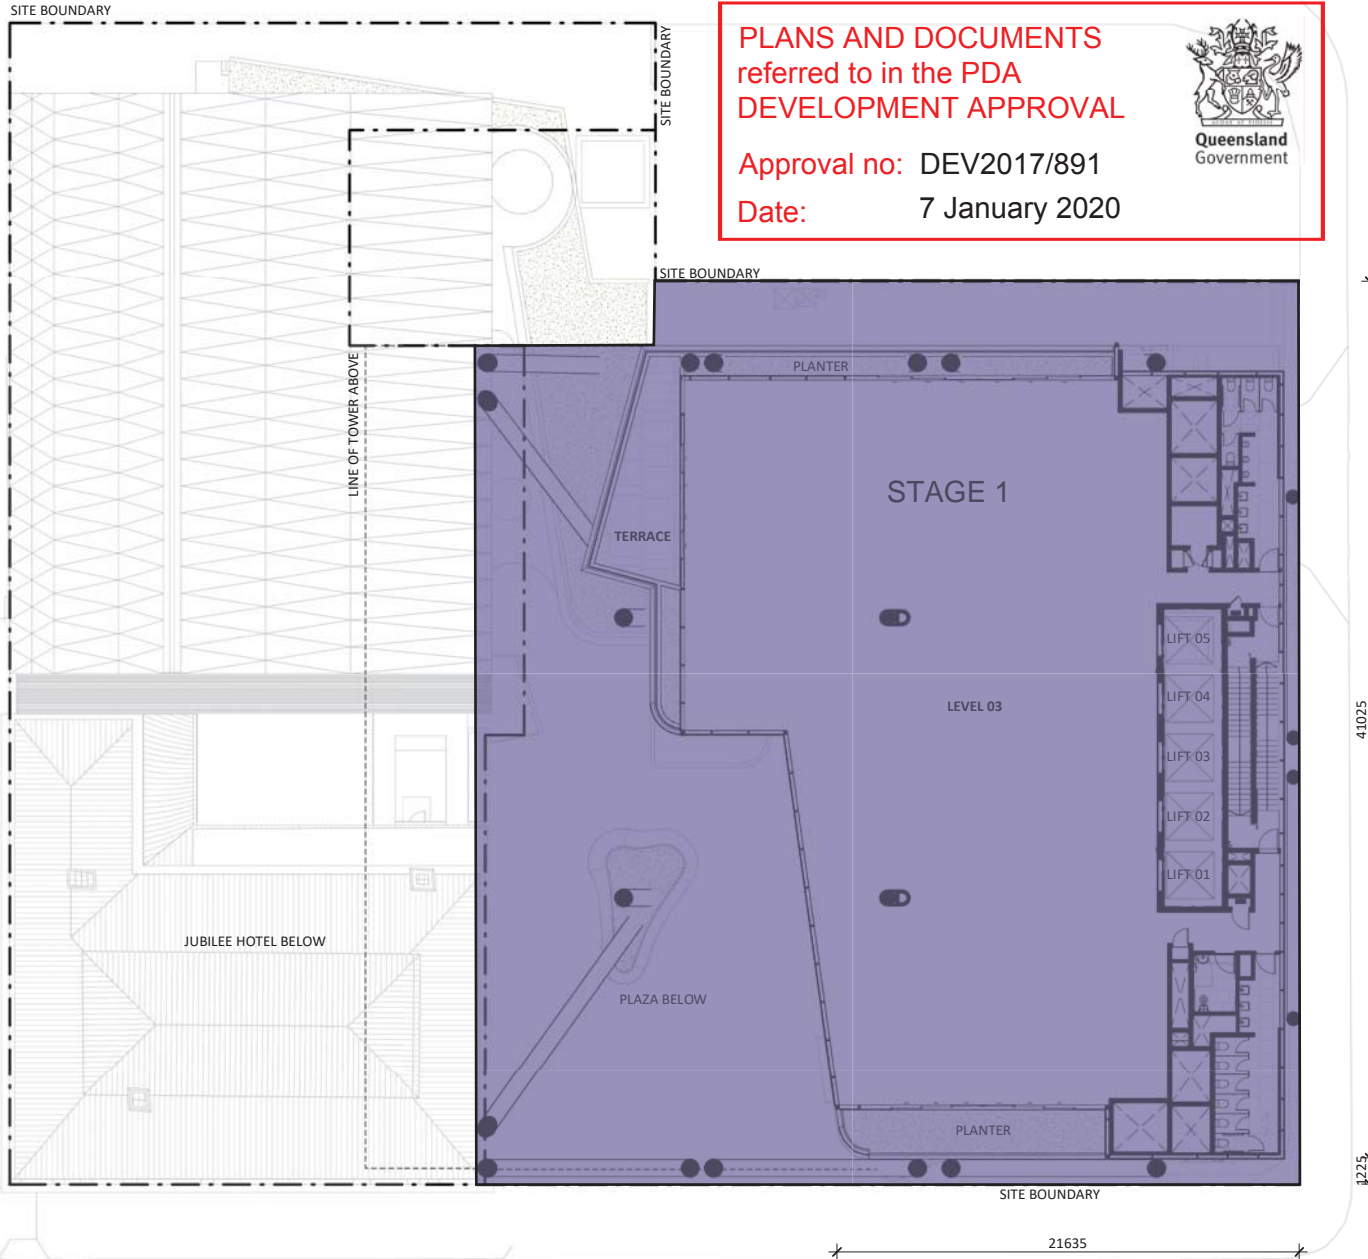 SITE BOUNDARY
SITE BOUNDARY
PLANS AND DOCUMENTS
referred to in the PDA
DEVELOPMENT APPROVAL
Approval no: DEV2017/891
Date: 7 January 2020
Queensland
Government
SITE BOUNDARY
LINE OF TOWER ABOVE
PLANTER
STAGE 1
TERRACE
LIFT 05
LIFT 04
LEVEL 03
41025
LIFT 03
LIFT 02
LIFT 01
JUBILEE HOTEL BELOW
PLAZA BELOW
PLANTER
1225
SITE BOUNDARY
21635